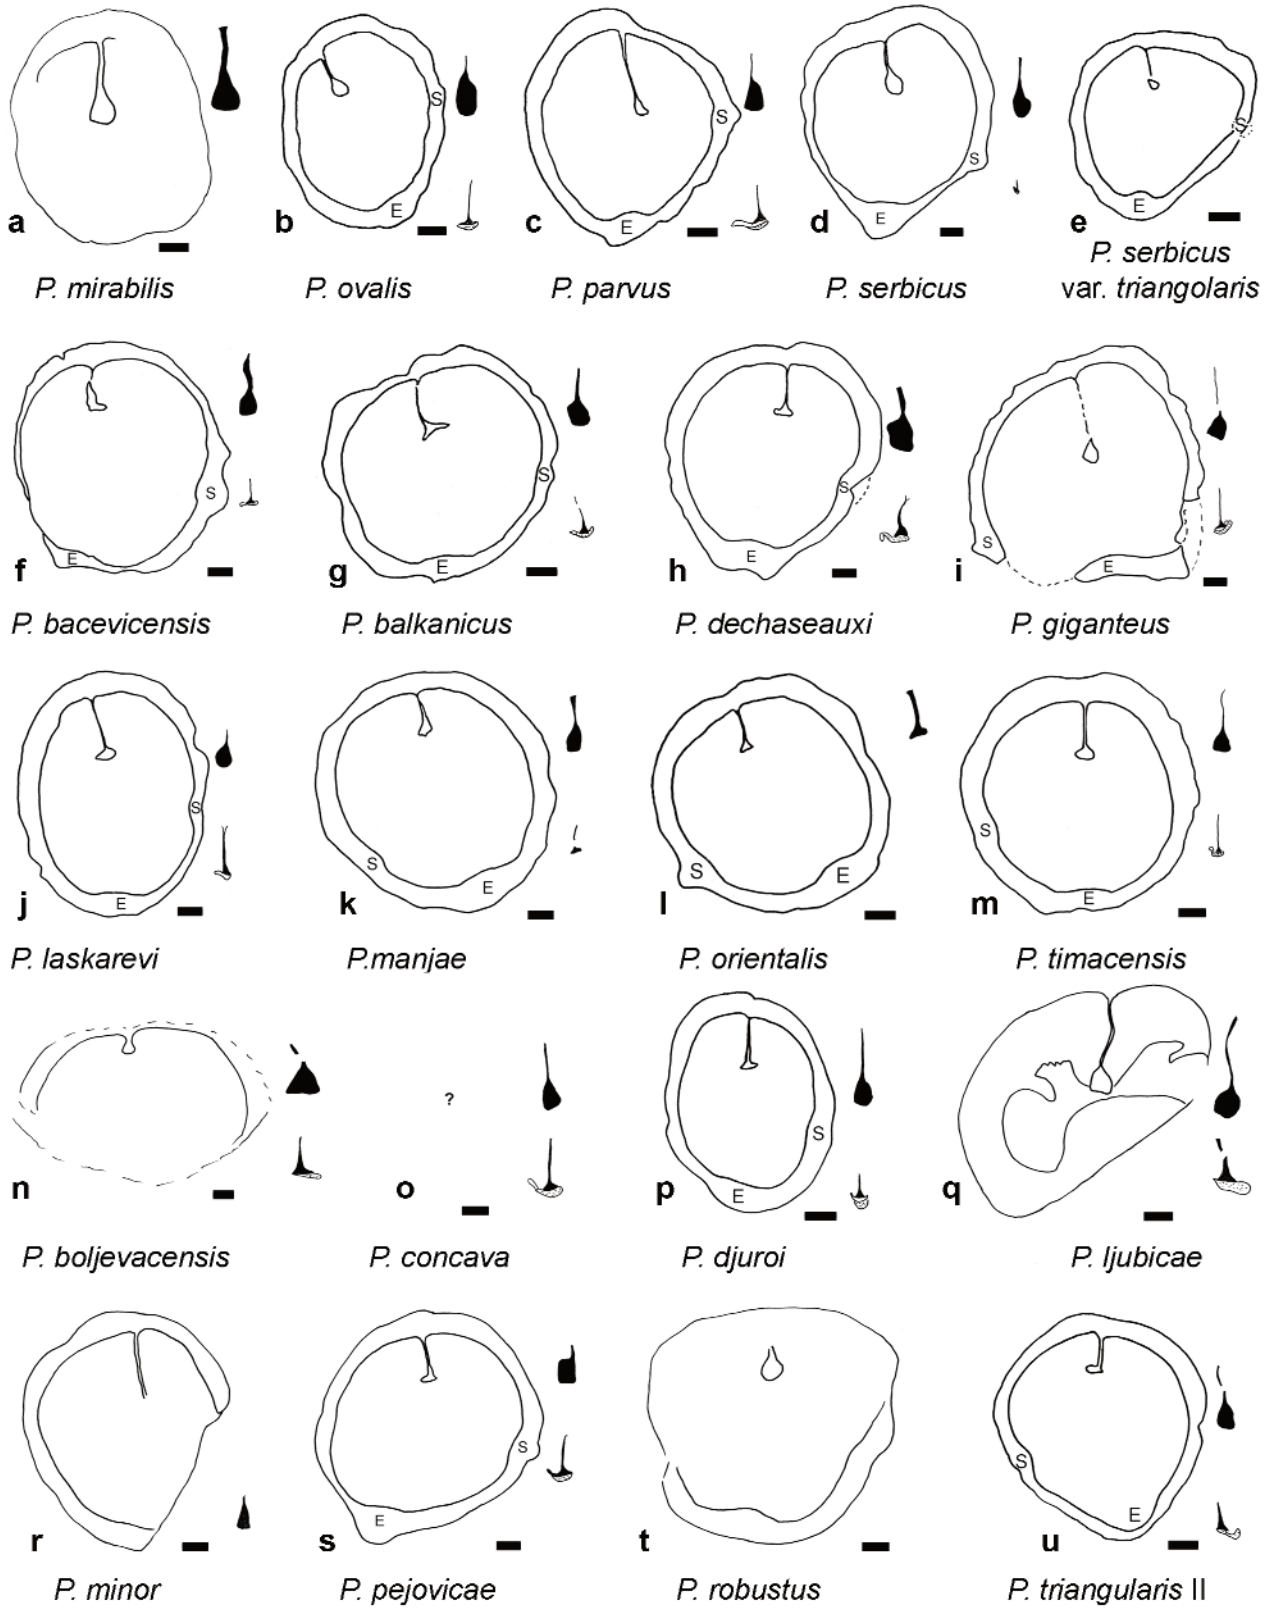 S
S
S
S
E
E
E
E
a
b
c
d
e
P. mirabilis
P. ovalis
P. parvus
P. serbicus
P. serbicus
var. triangolaris
S
S
S
S
E
E
E
E
f
g
h
i
P. bacevicensis
P. balkanicus
P. dechaseauxi
P. giganteus
S
S
S
S
E
E
E
E
j
k
l
m
P. laskarevi
P.manjae
P. orientalis
P. timacensis
?
S
E
n
o
p
q
P. boljevacensis
P. concava
P. djuroi
P. ljubicae
S
S
E
E
r
s
t
u
P. minor
P. pejovicae
P. robustus
P. triangularis II